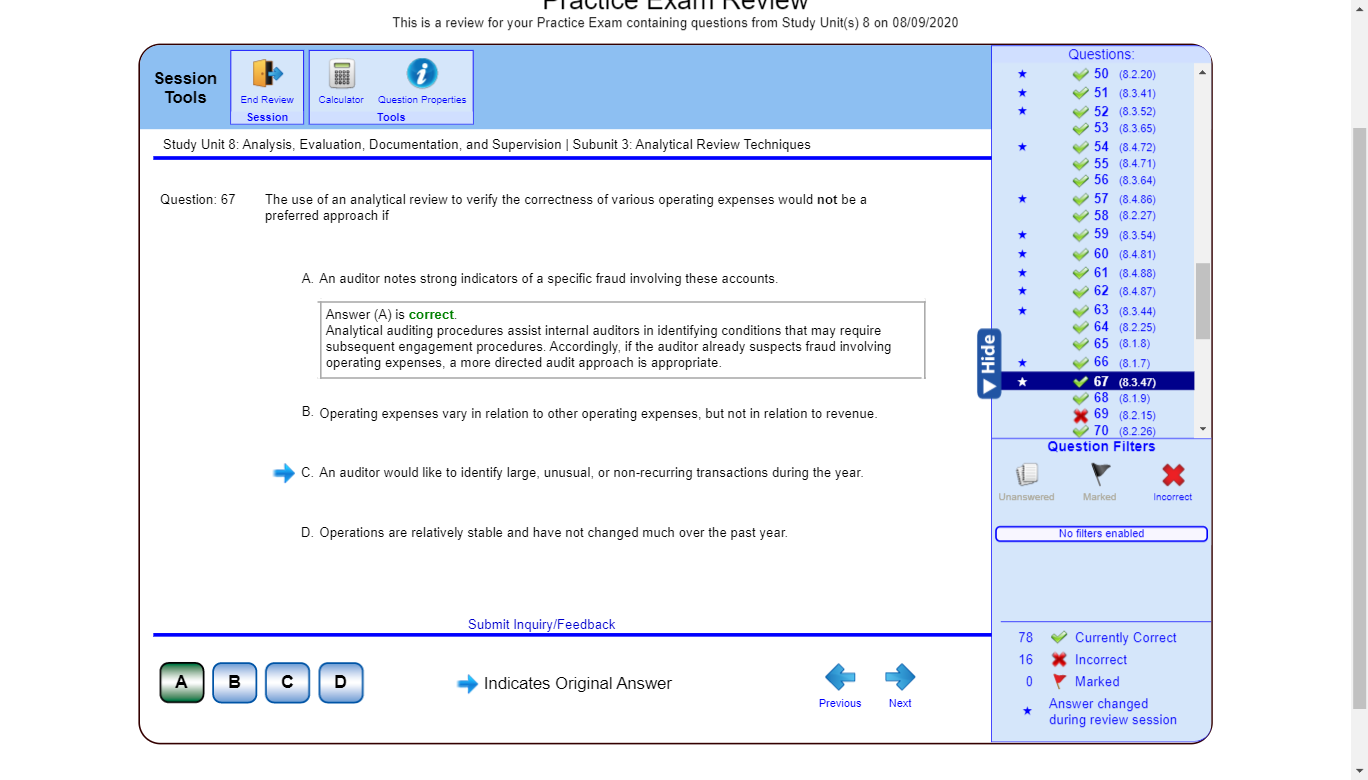 Practice Exam Review
This is a review for your Practice Exam containing questions from Study Unit(s) 8 on 08/09/2020
Session
Tools
End Review
Session
Calculator
Question Properties
Tools
Study Unit 8: Analysis, Evaluation, Documentation, and Supervision | Subunit 3: Analytical Review Techniques
Question: 67
The use of an analytical review to verify the correctness of various operating expenses would not be a
preferred approach if
A. An auditor notes strong indicators of a specific fraud involving these accounts.
Answer (A) is correct.
Analytical auditing procedures assist internal auditors in identifying conditions that may require
subsequent engagement procedures. Accordingly, if the auditor already suspects fraud involving
operating expenses, a more directed audit approach is appropriate.
B. Operating expenses vary in relation to other operating expenses, but not in relation to revenue.
C. An auditor would like to identify large, unusual, or non-recurring transactions during the year.
D. Operations are relatively stable and have not changed much over the past year.
Submit Inquiry/Feedback
A B C D
Indicates Original Answer
Previous
Next
Hide
Questions:
50 (8.2.20)
51 (8.3.41)
52 (8.3.52)
53 (8.3.65)
54 (8.4.72)
55 (8.4.71)
56 (8.3.64)
57 (8.4.86)
58 (8.2.27)
59 (8.3.54)
60 (8.4.81)
61 (8.4.88)
62 (8.4.87)
63 (8.3.44)
64 (8.2.25)
65 (8.1.8)
66 (8.1.7)
67 (8.3.47)
68 (8.1.9)
69 (8.2.15)
70 (8.2.26)
Question Filters
Unanswered
Marked
Incorrect
No filters enabled
78 Currently Correct
16 Incorrect
0 Marked
Answer changed
during review session